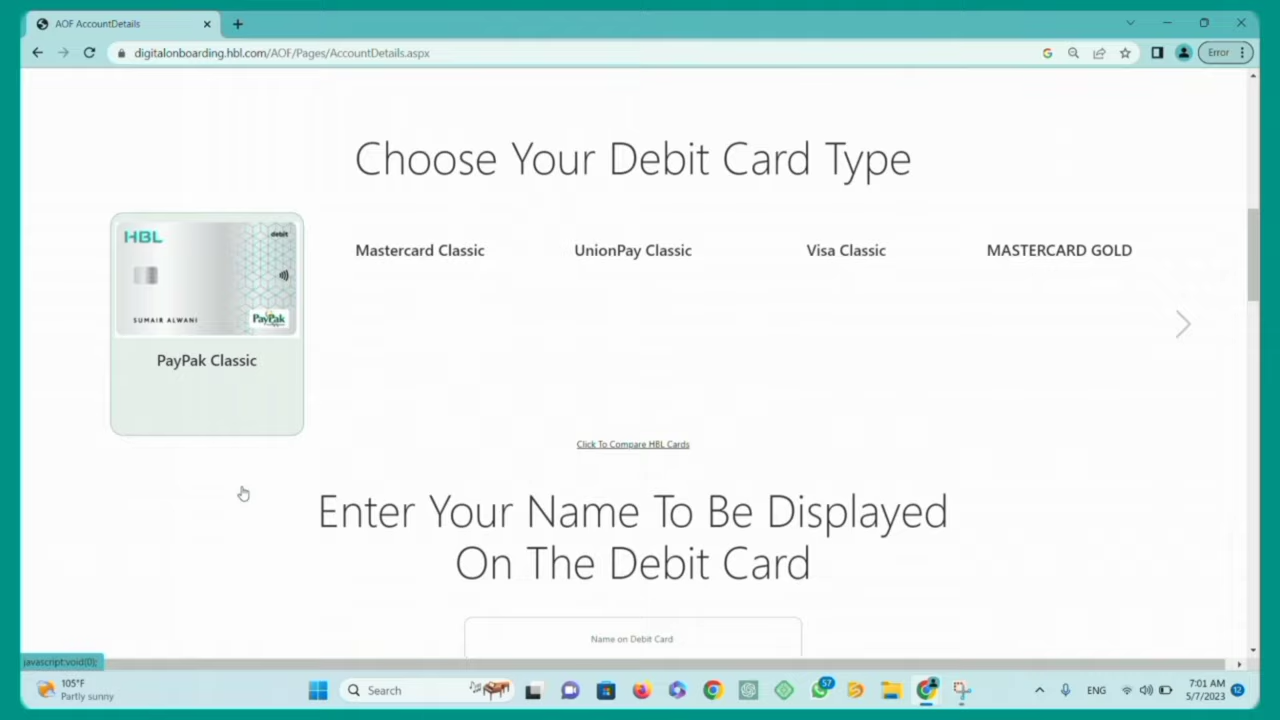 AOF AccountDetails
digitalonboarding.hbl.com/AOF/Pages/AccountDetails.aspx
Error
Choose Your Debit Card Type
HBL
debit
SUMAIR ALWANI
PayPak
PayPak Classic
Mastercard Classic
UnionPay Classic
Visa Classic
MASTERCARD GOLD
Click To Compare HBL Cards
Enter Your Name To Be Displayed
On The Debit Card
Name on Debit Card
javascript:void(0);
105°F
Partly sunny
Search
57
ENG
7:01 AM
5/7/2023
12